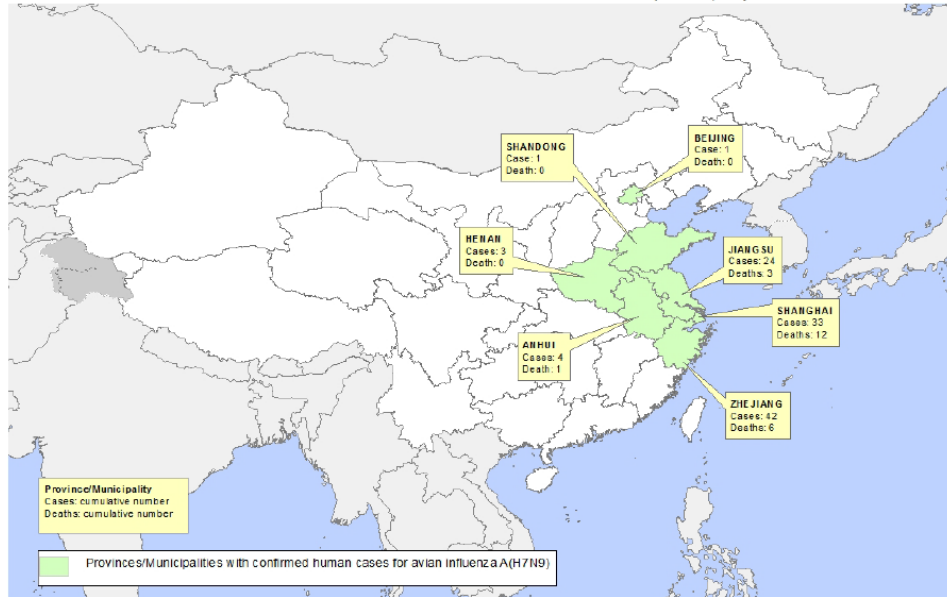 BEIJING
Case: 1
Death: 0
SHANDONG
Case: 1
Death: 0
HENAN
Cases: 3
Death: 0
JIANGSU
Cases: 24
Deaths: 3
SHANGHAI
Cases: 33
Deaths: 12
ANHUI
Cases: 4
Death: 1
ZHEJIANG
Cases: 42
Deaths: 6
Province/Municipality
Cases: cumulative number
Deaths: cumulative number
Provinces/Municipalities with confirmed human cases for avian influenza A(H7N9)